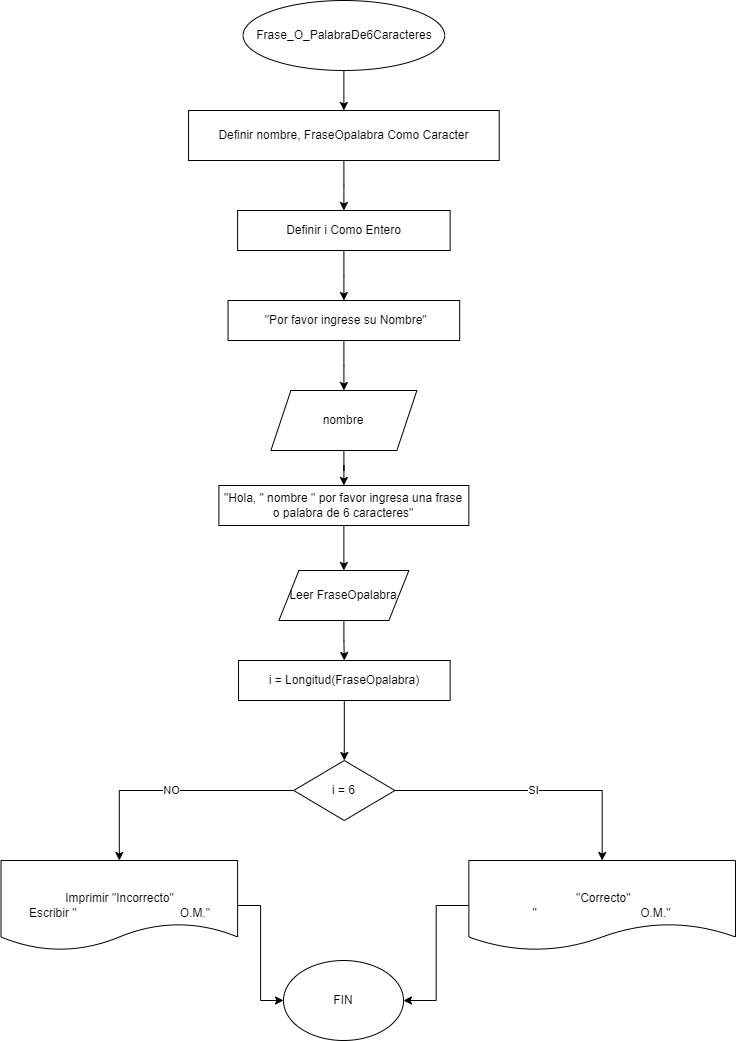 Frase_O_PalabraDe6Caracteres
Definir nombre, FraseOpalabra Como Caracter
Definir i Como Entero
"Por favor ingrese su Nombre"
nombre
"Hola, " nombre " por favor ingresa una frase
o palabra de 6 caracteres"
Leer FraseOpalabra
i = Longitud(FraseOpalabra)
i = 6
NO
SI
Imprimir "Incorrecto"
Escribir " O.M."
"Correcto"
" O.M."
FIN